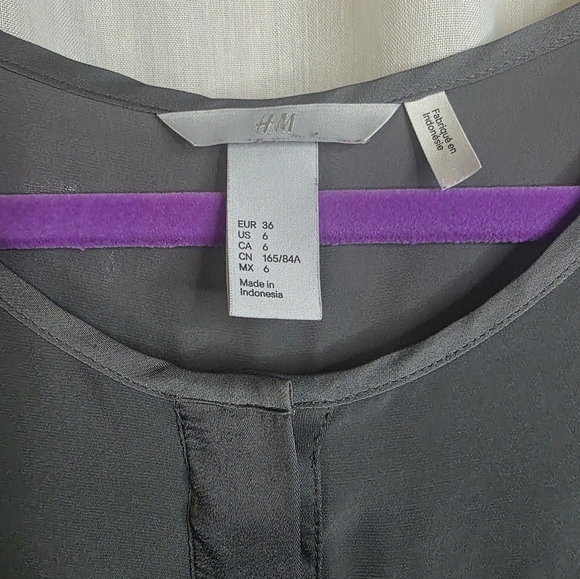 H&M
Fabriqué en
Indonésie
EUR 36
US 6
CA 6
CN 165/84A
MX 6
Made in
Indonesia